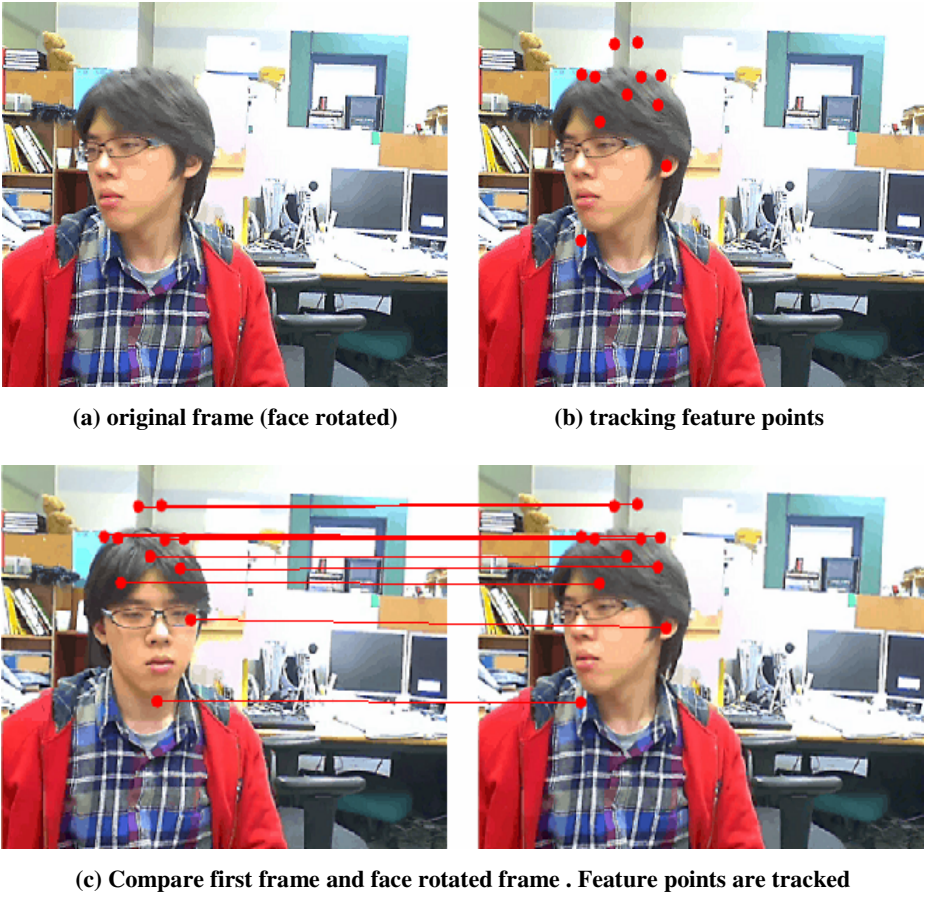 (a) original frame (face rotated)
(b) tracking feature points
(c) Compare first frame and face rotated frame . Feature points are tracked